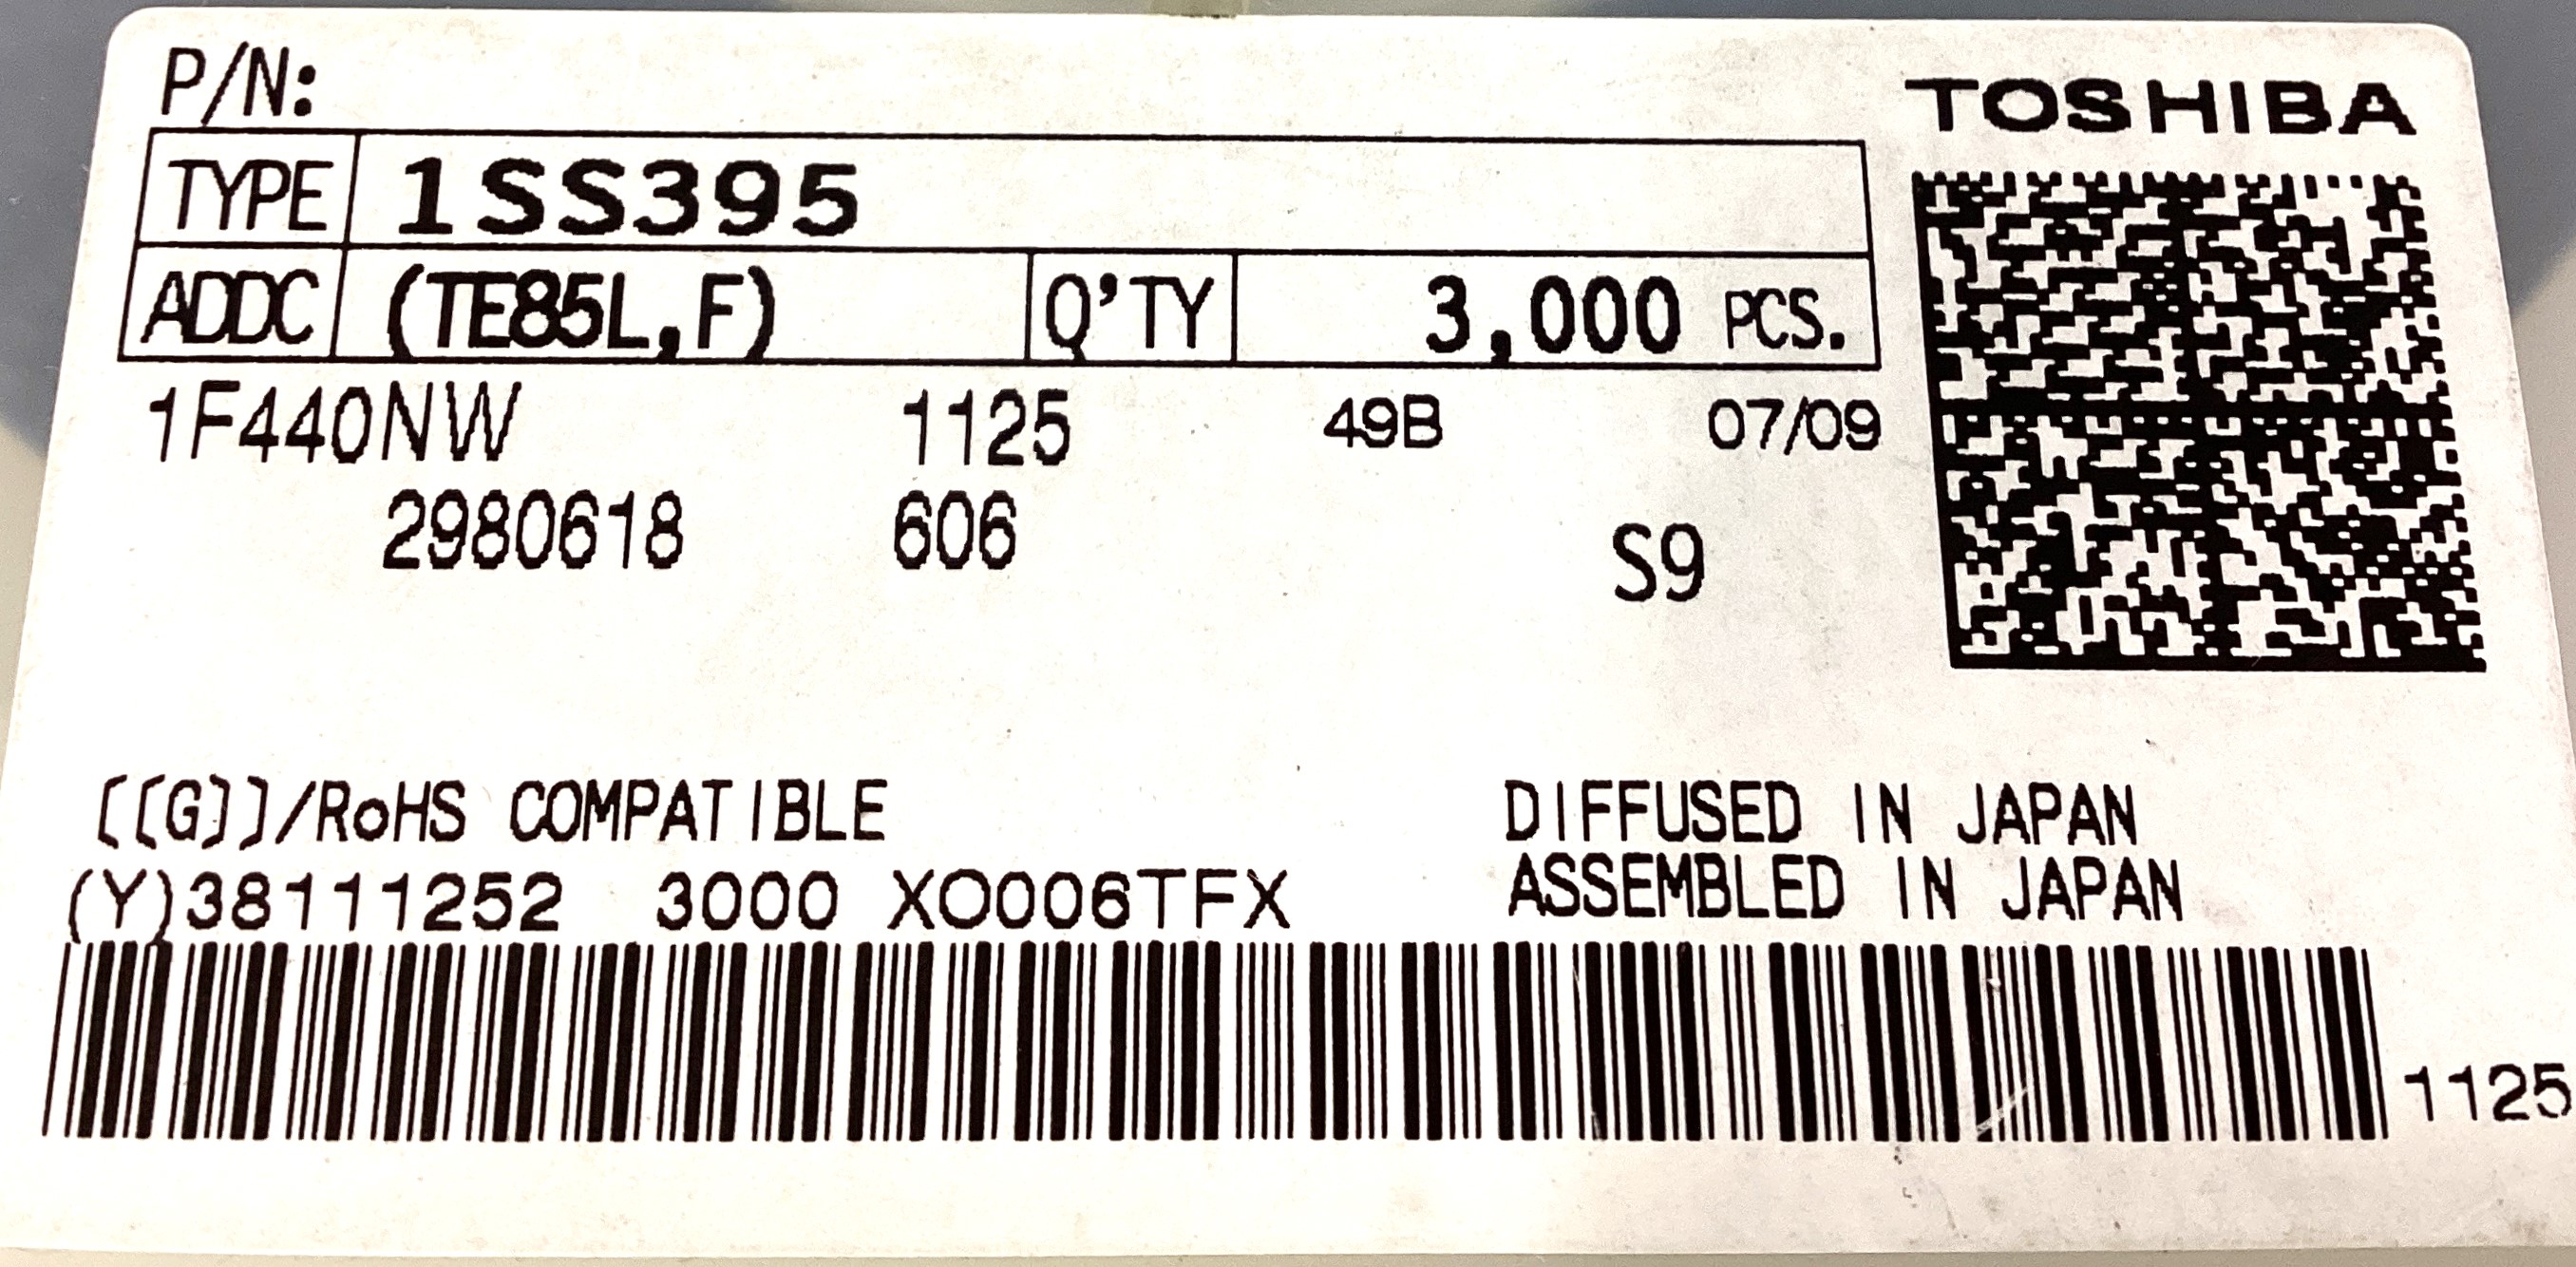 P/N:
TOSHIBA
TYPE 1SS395
ADDC (TE85L,F) Q'TY 3,000 PCS.
1F440NW 1125 49B 07/09
2980618 606 S9
[[G]]/RoHS COMPATIBLE
DIFFUSED IN JAPAN
ASSEMBLED IN JAPAN
(Y)38111252 3000 XO006TFX
1125